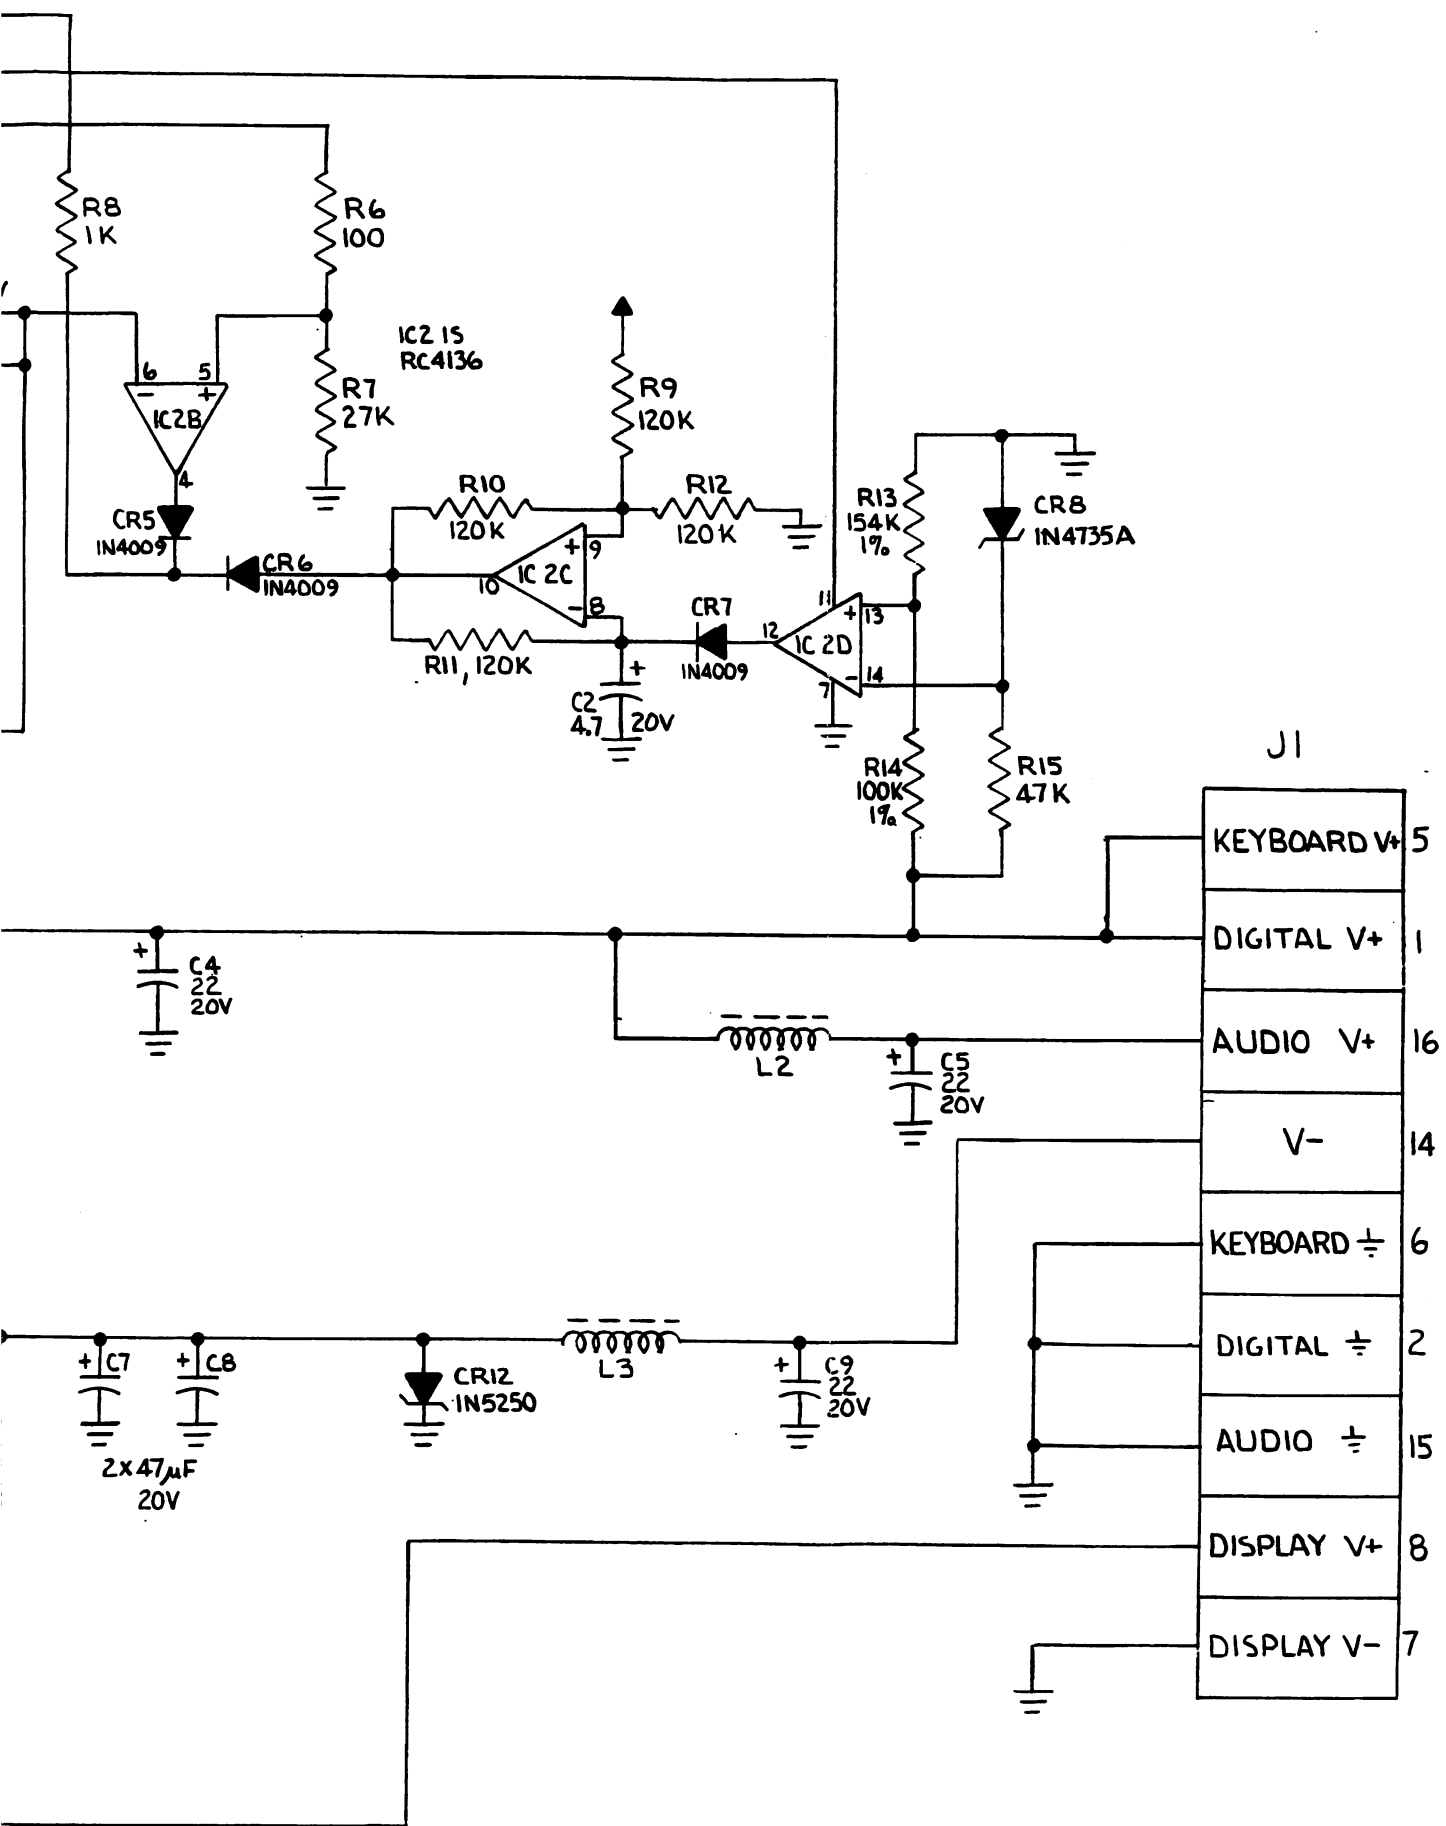 R8
1K
R6
100
IC2 IS
RC4136
6
5
-
+
IC2B
4
R7
27K
R9
120K
CR5
1N4009
CR6
1N4009
R10
120K
R12
120K
+
9
IC 2C
10
-
8
R11, 120K
+
C2
4.7
20V
CR7
1N4009
11
12
+
13
IC 2D
-
14
7
R13
154K
1%
CR8
1N4735A
R14
100K
1%
R15
47K
J1
KEYBOARD V+ 5
DIGITAL V+ 1
AUDIO V+ 16
V- 14
KEYBOARD ⏚ 6
DIGITAL ⏚ 2
AUDIO ⏚ 15
DISPLAY V+ 8
DISPLAY V- 7
+
C4
22
20V
L2
+
C5
22
20V
+ C7
+ C8
2X47µF
20V
CR12
1N5250
L3
+
C9
22
20V